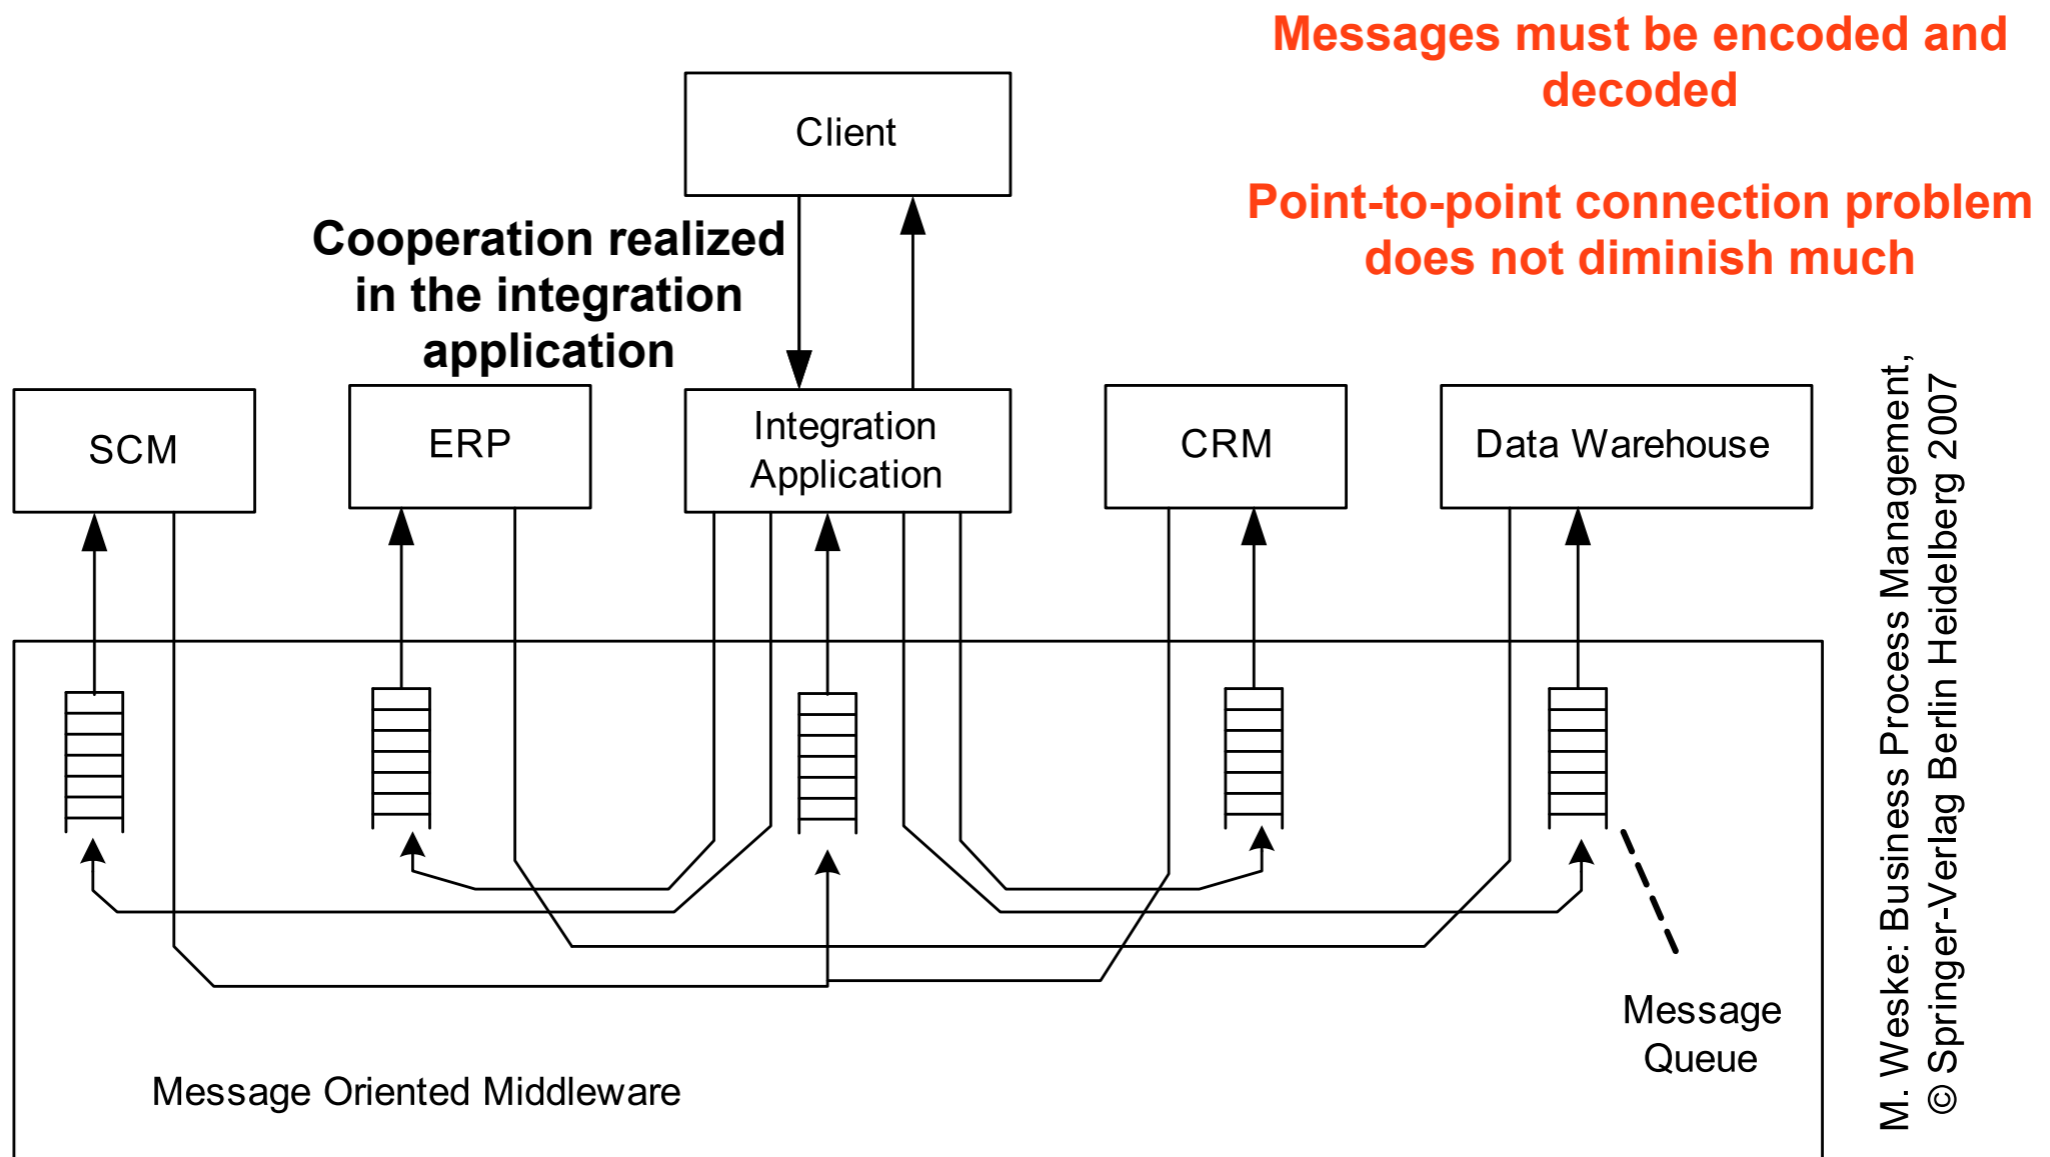 Messages must be encoded and
decoded
Client
Point-to-point connection problem
does not diminish much
Cooperation realized
in the integration
application
SCM
ERP
Integration
Application
CRM
Data Warehouse
Message
Queue
Message Oriented Middleware
M. Weske: Business Process Management,
© Springer-Verlag Berlin Heidelberg 2007